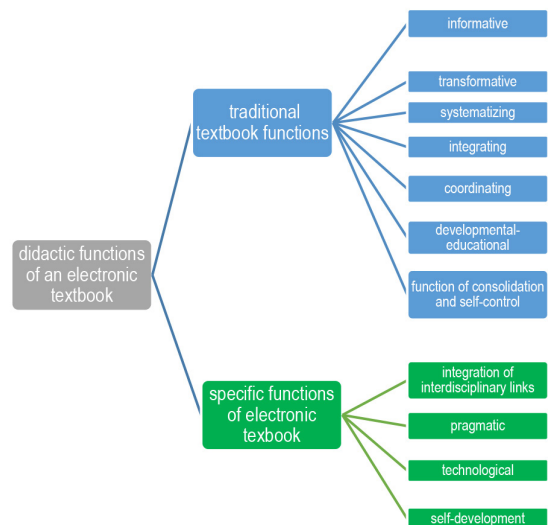 didactic functions
of an electronic
textbook
traditional
textbook functions
informative
transformative
systematizing
integrating
coordinating
developmental-
educational
function of consolidation
and self-control
specific functions
of electronic
texbook
integration of
interdisciplinary links
pragmatic
technological
self-development